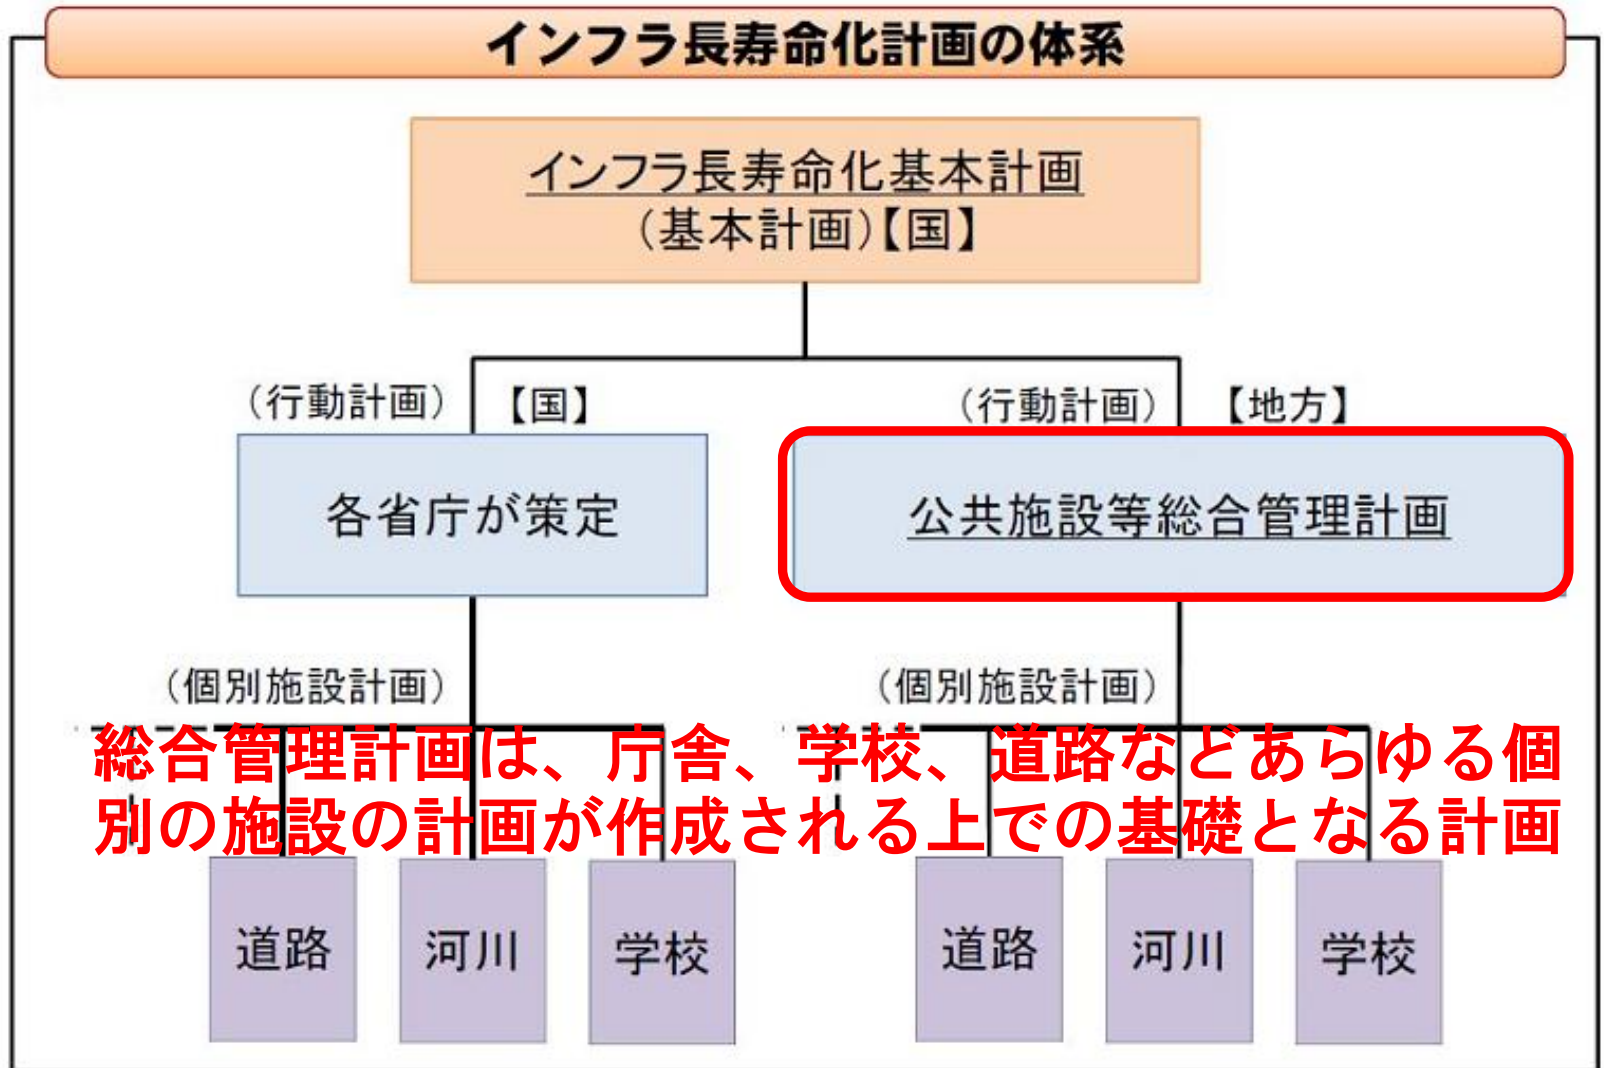 インフラ長寿命化計画の体系
インフラ長寿命化基本計画
（基本計画）【国】
（行動計画） 【国】
（行動計画） 【地方】
各省庁が策定
公共施設等総合管理計画
（個別施設計画）
（個別施設計画）
総合管理計画は、庁舎、学校、道路などあらゆる個
別の施設の計画が作成される上での基礎となる計画
道路
河川
学校
道路
河川
学校